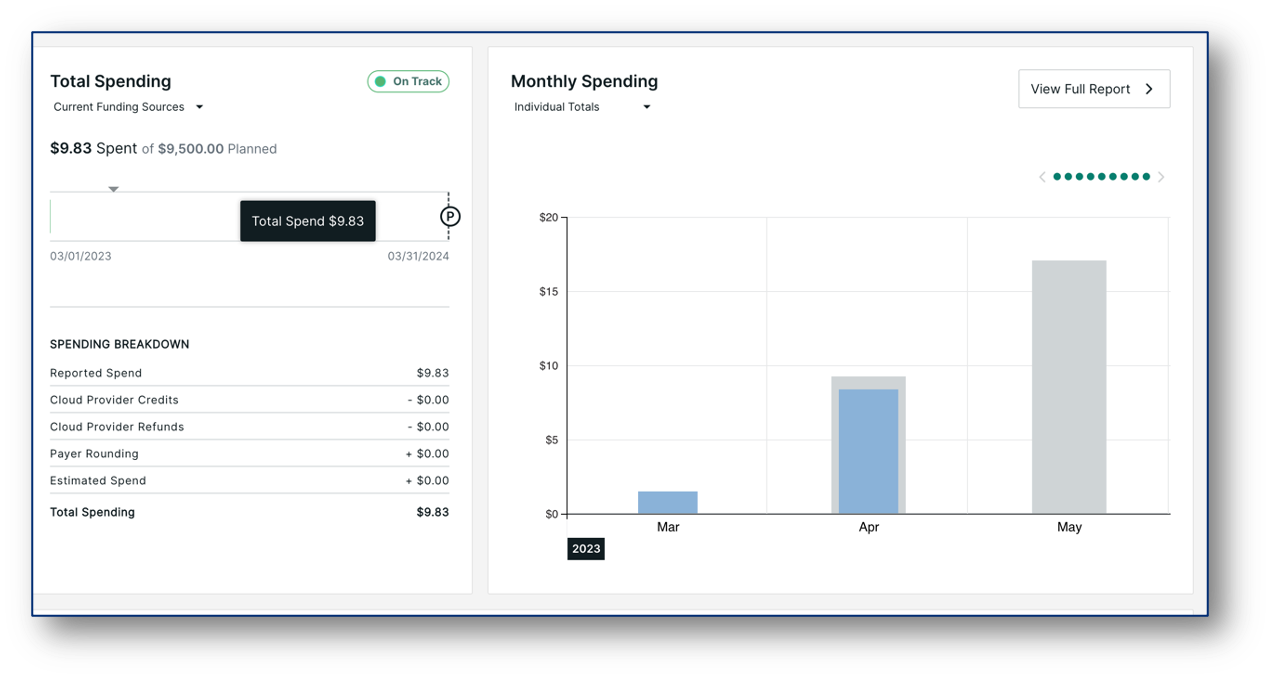 Total Spending
On Track
Current Funding Sources
$9.83 Spent of $9,500.00 Planned
Total Spend $9.83
P
03/01/2023 03/31/2024
SPENDING BREAKDOWN
Reported Spend $9.83
Cloud Provider Credits - $0.00
Cloud Provider Refunds - $0.00
Payer Rounding + $0.00
Estimated Spend + $0.00
Total Spending $9.83
Monthly Spending
Individual Totals
View Full Report
$20
$15
$10
$5
$0
Mar Apr May
2023